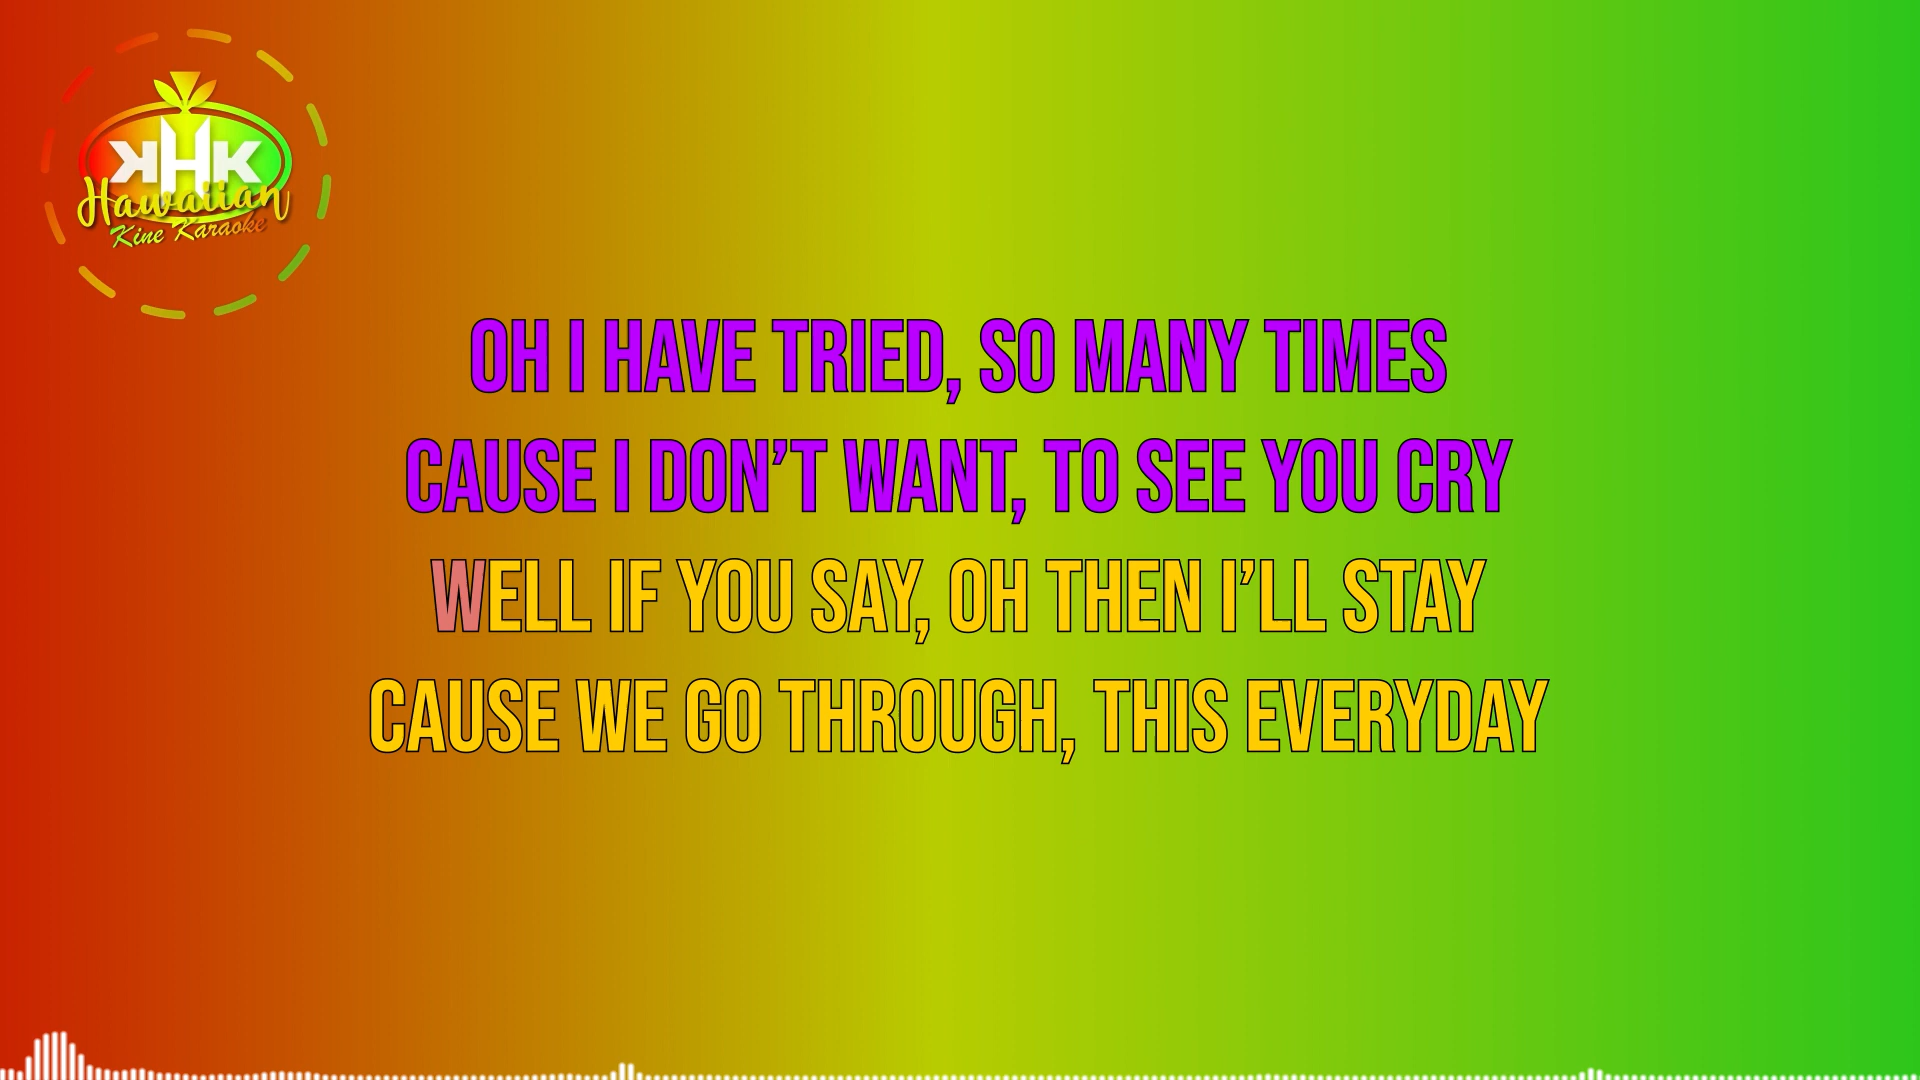 KHK
Hawaiian
Kine Karaoke
OH I HAVE TRIED, SO MANY TIMES
CAUSE I DON’T WANT, TO SEE YOU CRY
WELL IF YOU SAY, OH THEN I’LL STAY
CAUSE WE GO THROUGH, THIS EVERYDAY